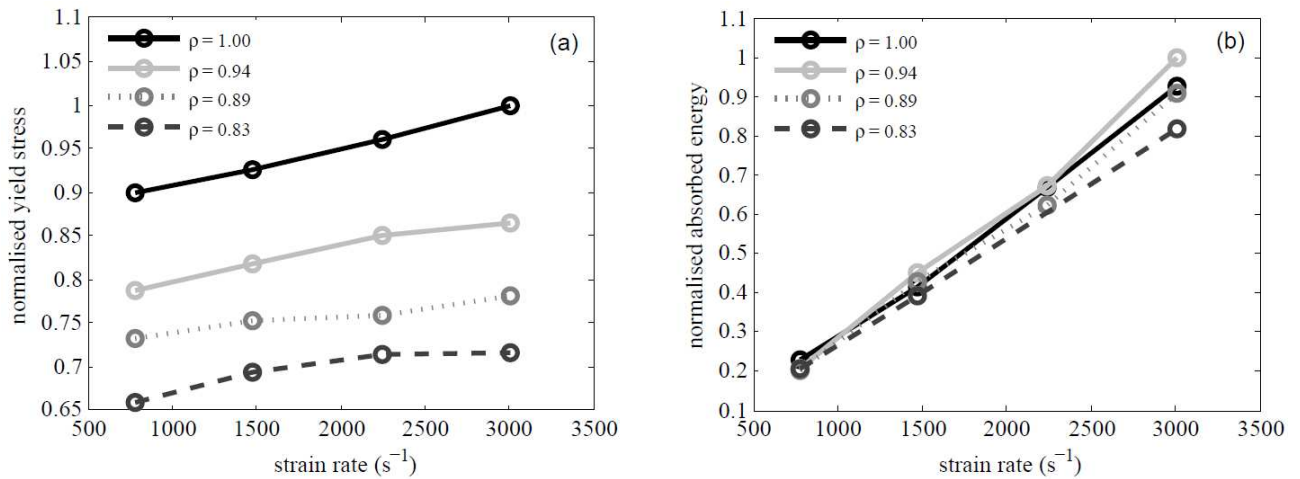 (a)
ρ = 1.00
ρ = 0.94
ρ = 0.89
ρ = 0.83
normalised yield stress
1.1
1.05
1
0.95
0.9
0.85
0.8
0.75
0.7
0.65
500 1000 1500 2000 2500 3000 3500
strain rate (s⁻¹)
(b)
ρ = 1.00
ρ = 0.94
ρ = 0.89
ρ = 0.83
normalised absorbed energy
1.1
1
0.9
0.8
0.7
0.6
0.5
0.4
0.3
0.2
0.1
500 1000 1500 2000 2500 3000 3500
strain rate (s⁻¹)